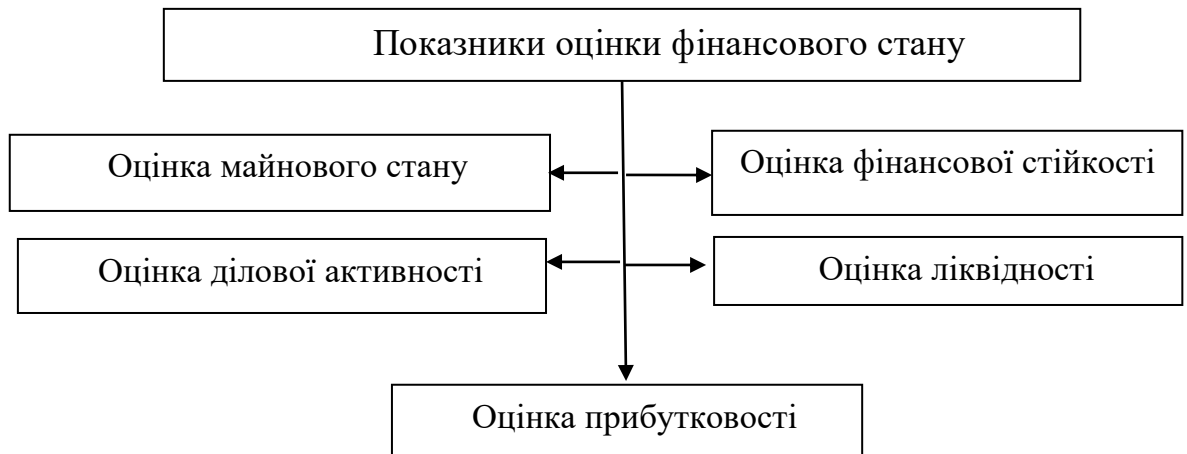 Показники оцінки фінансового стану
Оцінка майнового стану
Оцінка фінансової стійкості
Оцінка ділової активності
Оцінка ліквідності
Оцінка прибутковості